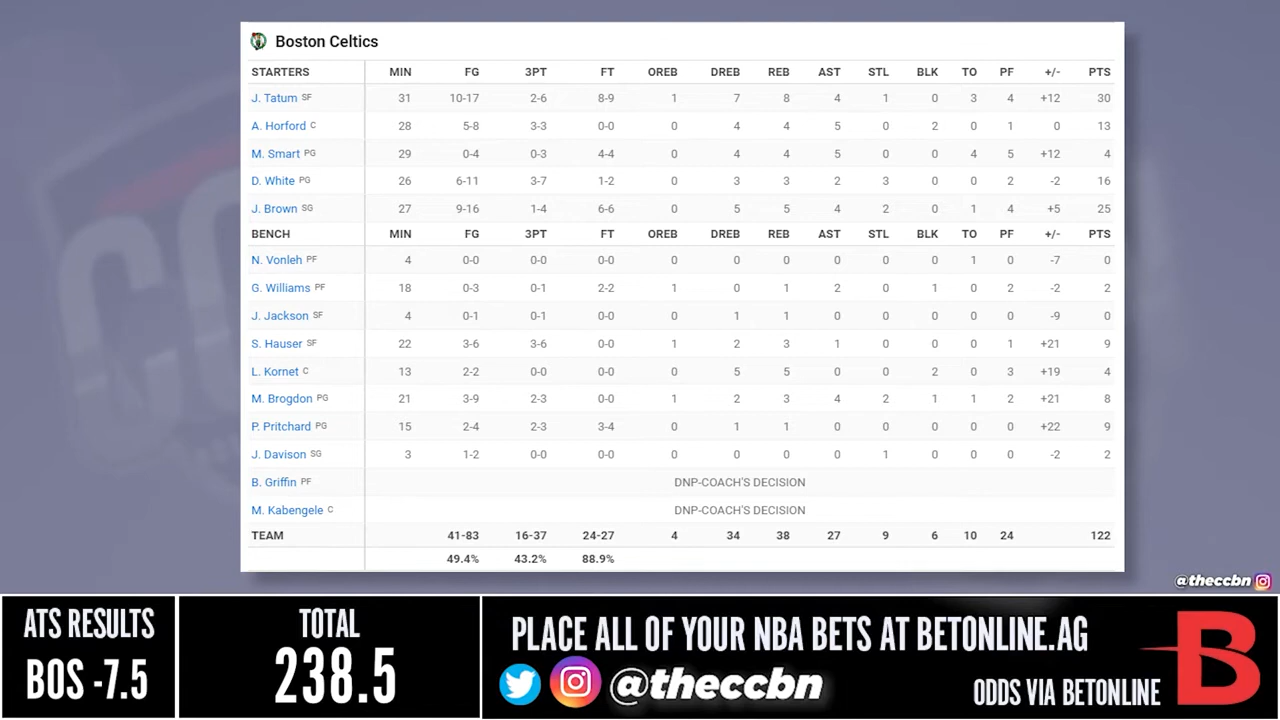 Boston Celtics
STARTERS MIN FG 3PT FT OREB DREB REB AST STL BLK TO PF +/- PTS
J. Tatum SF 31 10-17 2-6 8-9 1 7 8 4 1 0 3 4 +12 30
A. Horford C 28 5-8 3-3 0-0 0 4 4 5 0 2 0 1 0 13
M. Smart PG 29 0-4 0-3 4-4 0 4 4 5 0 0 4 5 +12 4
D. White PG 26 6-11 3-7 1-2 0 3 3 2 3 0 0 2 -2 16
J. Brown SG 27 9-16 1-4 6-6 0 5 5 4 2 0 1 4 +5 25
BENCH MIN FG 3PT FT OREB DREB REB AST STL BLK TO PF +/- PTS
N. Vonleh PF 4 0-0 0-0 0-0 0 0 0 0 0 0 1 0 -7 0
G. Williams PF 18 0-3 0-1 2-2 1 0 1 2 0 1 0 2 -2 2
J. Jackson SF 4 0-1 0-1 0-0 0 1 1 0 0 0 0 0 -9 0
S. Hauser SF 22 3-6 3-6 0-0 1 2 3 1 0 0 0 1 +21 9
L. Kornet C 13 2-2 0-0 0-0 0 5 5 0 0 2 0 3 +19 4
M. Brogdon PG 21 3-9 2-3 0-0 1 2 3 4 2 1 1 2 +21 8
P. Pritchard PG 15 2-4 2-3 3-4 0 1 1 0 0 0 0 0 +22 9
J. Davison SG 3 1-2 0-0 0-0 0 0 0 0 1 0 0 0 -2 2
B. Griffin PF DNP-COACH'S DECISION
M. Kabengele C DNP-COACH'S DECISION
TEAM 41-83 16-37 24-27 4 34 38 27 9 6 10 24 122
49.4% 43.2% 88.9%
@theccbn
ATS RESULTS
BOS -7.5
TOTAL
238.5
PLACE ALL OF YOUR NBA BETS AT BETONLINE.AG
@theccbn
ODDS VIA BETONLINE
B